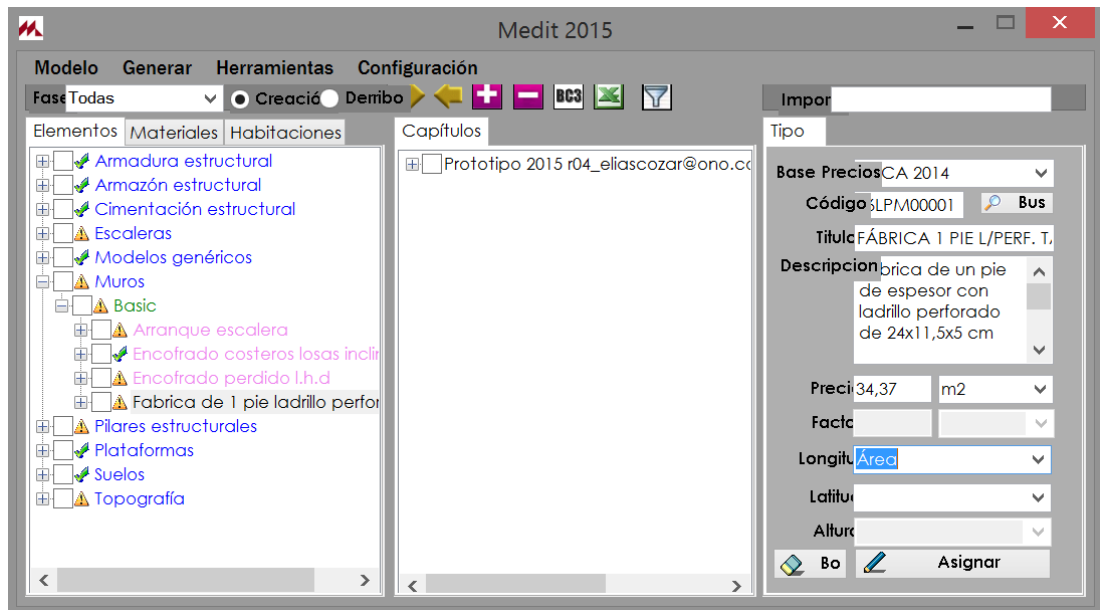 Medit 2015
Modelo Generar Herramientas Configuración
Fase Todas Creació Derribo BC3 Impor
Elementos Materiales Habitaciones
Armadura estructural
Armazón estructural
Cimentación estructural
Escaleras
Modelos genéricos
Muros
Basic
Arranque escalera
Encofrado costeros losas inclir
Encofrado perdido l.h.d
Fabrica de 1 pie ladrillo perfor
Pilares estructurales
Plataformas
Suelos
Topografía
Capítulos
Prototipo 2015 r04_eliascozar@ono.co
Tipo
Base Precios CA 2014
Código LPM00001 Bus
Titulo FÁBRICA 1 PIE L/PERF. T
Descripcion brica de un pie
de espesor con
ladrillo perforado
de 24x11,5x5 cm
Preci 34,37 m2
Facto
Longitu Área
Latitu
Altura
Bo Asignar